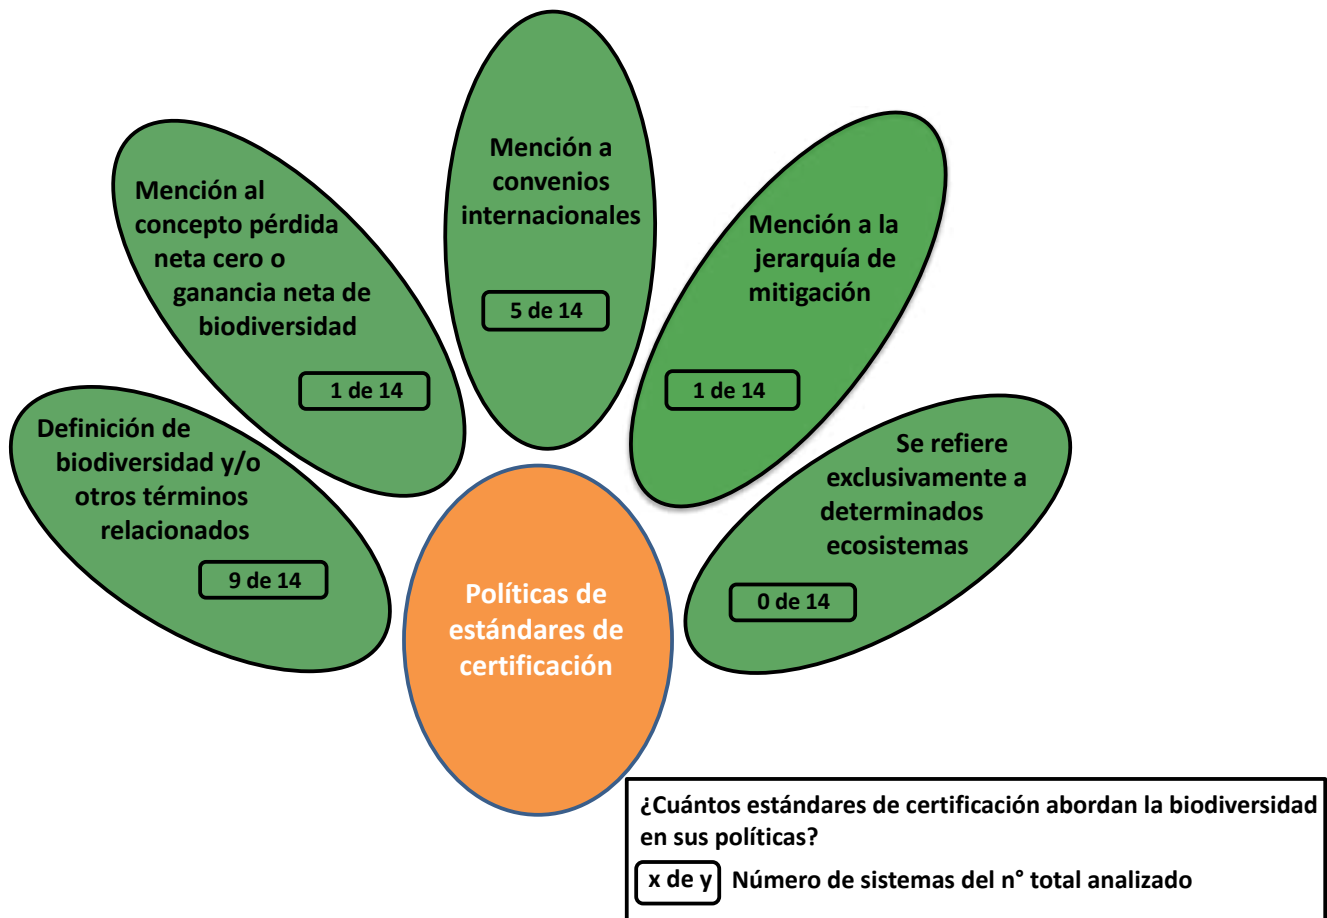 Mención a
convenios
internacionales
5 de 14
Mención al
concepto pérdida
neta cero o
ganancia neta de
biodiversidad
1 de 14
Mención a la
jerarquía de
mitigación
1 de 14
Definición de
biodiversidad y/o
otros términos
relacionados
9 de 14
Se refiere
exclusivamente a
determinados
ecosistemas
0 de 14
Políticas de
estándares de
certificación
¿Cuántos estándares de certificación abordan la biodiversidad
en sus políticas?
x de y Número de sistemas del n° total analizado